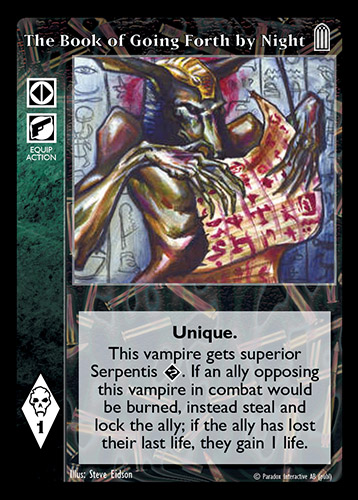 The Book of Going Forth by Night
EQUIP
ACTION
Unique.
This vampire gets superior
Serpentis. If an ally opposing
this vampire in combat would
be burned, instead steal and
lock the ally; if the ally has lost
their last life, they gain 1 life.
1
Illus: Steve Eidson
© Paradox Interactive AB (publ)